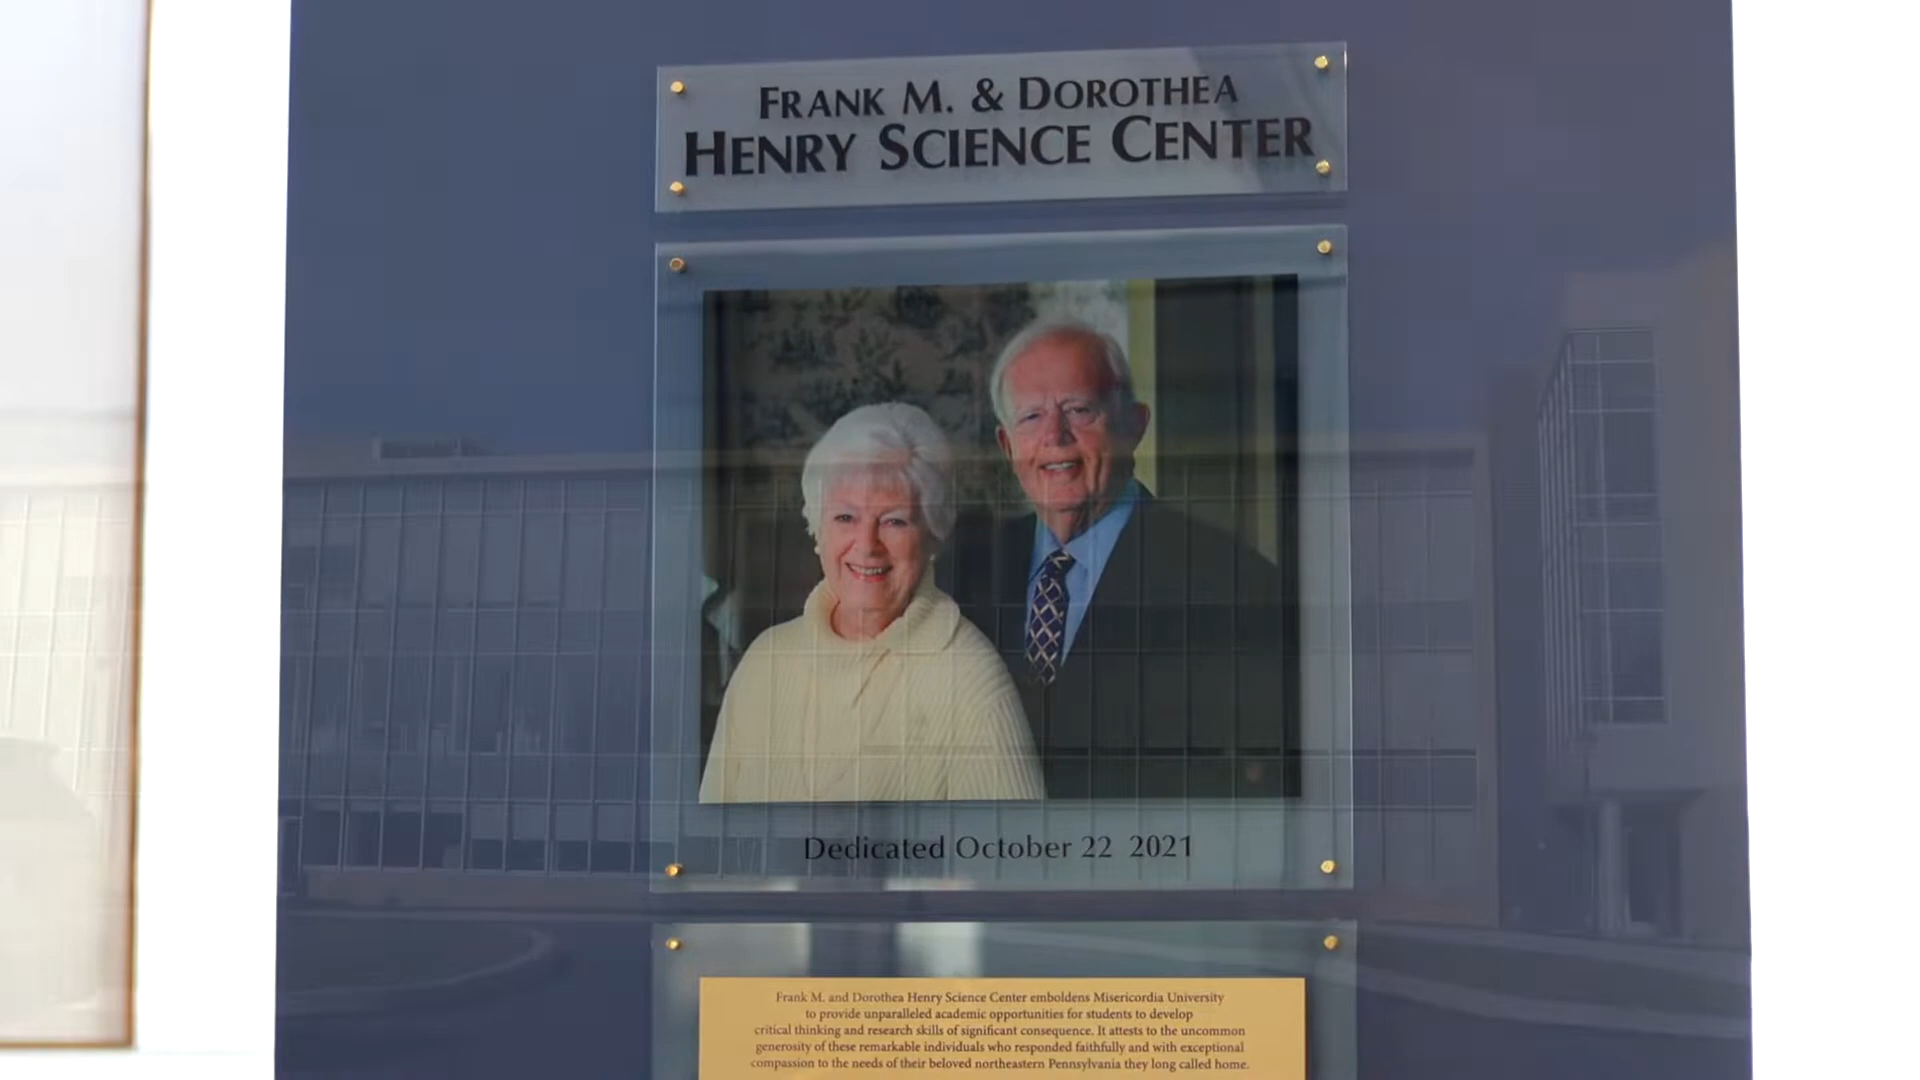 FRANK M. & DOROTHEA
HENRY SCIENCE CENTER
Dedicated October 22 2021
Frank M. and Dorothea Henry Science Center emboldens Misericordia University
to provide unparalleled academic opportunities for students to develop
critical thinking and research skills of significant consequence. It attests to the uncommon
generosity of these remarkable individuals who responded faithfully and with exceptional
compassion to the needs of their beloved northeastern Pennsylvania they long called home.